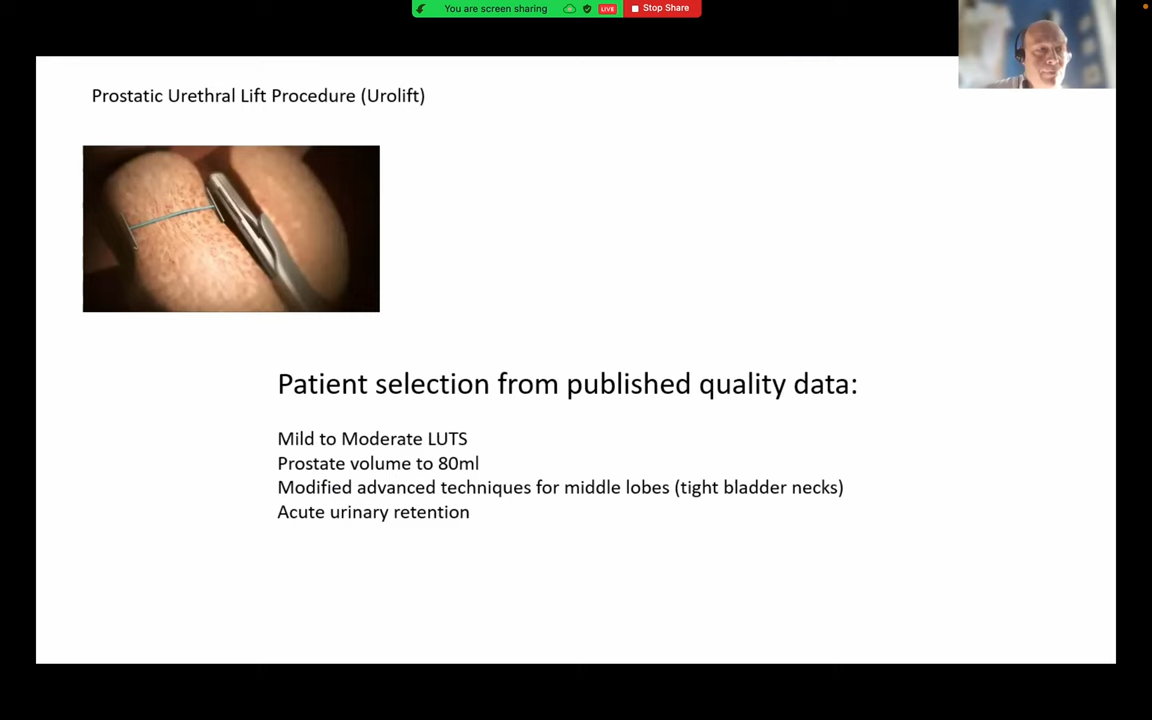 You are screen sharing
LIVE
Stop Share
Prostatic Urethral Lift Procedure (Urolift)
Patient selection from published quality data:
Mild to Moderate LUTS
Prostate volume to 80ml
Modified advanced techniques for middle lobes (tight bladder necks)
Acute urinary retention